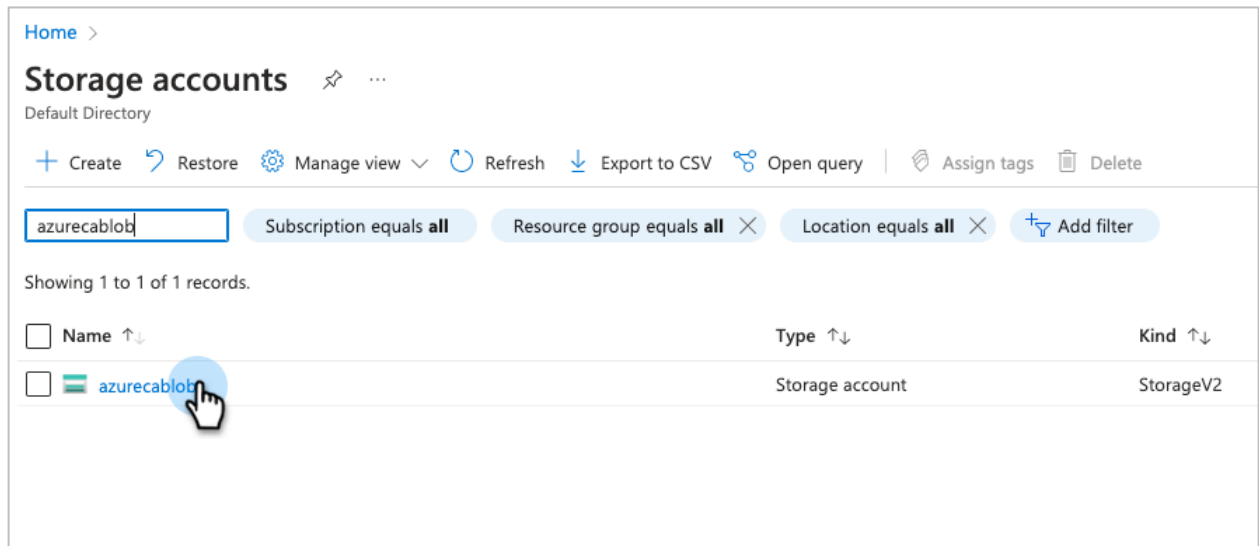 Home >
Storage accounts ...
Default Directory
Create Restore Manage view Refresh Export to CSV Open query Assign tags Delete
azurecablob Subscription equals all Resource group equals all Location equals all Add filter
Showing 1 to 1 of 1 records.
Name Type Kind
azurecablob Storage account StorageV2